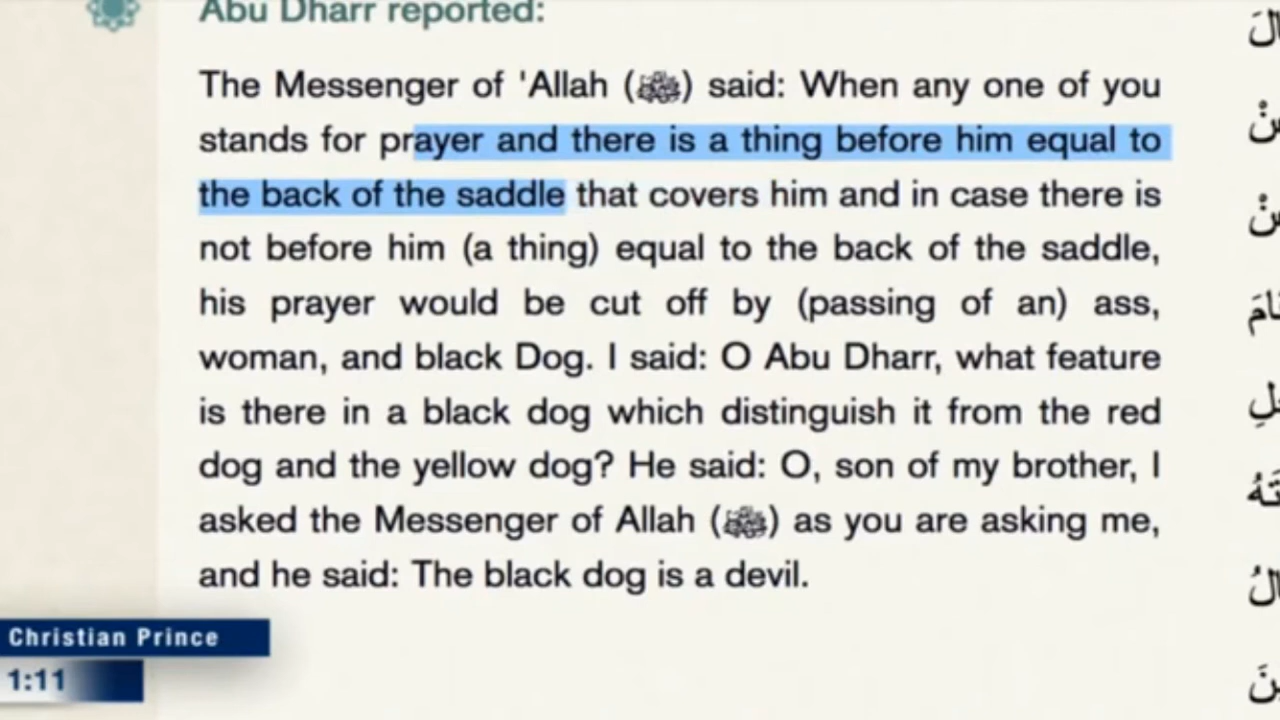 Abu Dharr reported:
The Messenger of 'Allah (ﷺ) said: When any one of you
stands for prayer and there is a thing before him equal to
the back of the saddle that covers him and in case there is
not before him (a thing) equal to the back of the saddle,
his prayer would be cut off by (passing of an) ass,
woman, and black Dog. I said: O Abu Dharr, what feature
is there in a black dog which distinguish it from the red
dog and the yellow dog? He said: O, son of my brother, I
asked the Messenger of Allah (ﷺ) as you are asking me,
and he said: The black dog is a devil.
Christian Prince
1:11